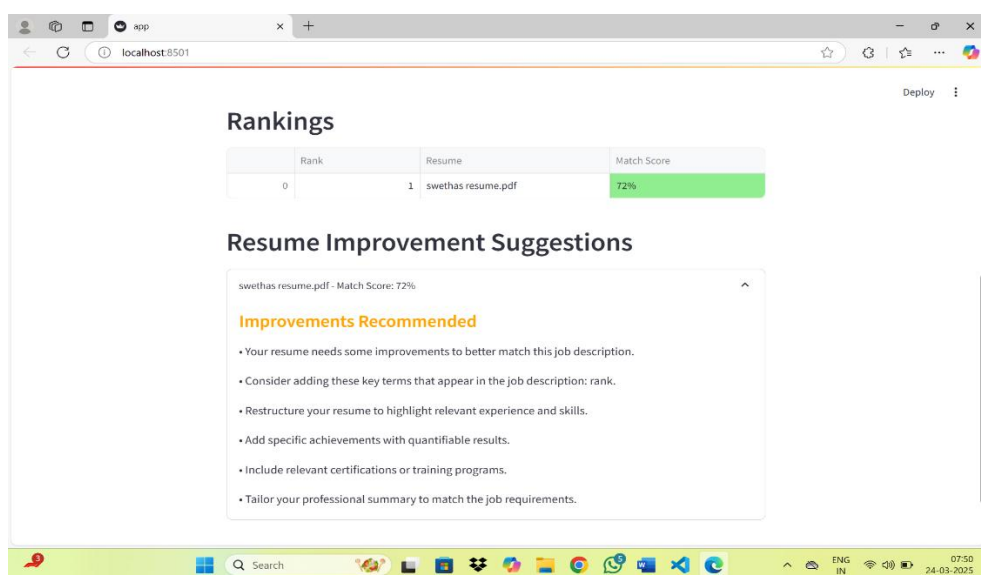 app
localhost:8501
Deploy
Rankings
Rank Resume Match Score
0 1 swethas resume.pdf 72%
Resume Improvement Suggestions
swethas resume.pdf - Match Score: 72%
Improvements Recommended
• Your resume needs some improvements to better match this job description.
• Consider adding these key terms that appear in the job description: rank.
• Restructure your resume to highlight relevant experience and skills.
• Add specific achievements with quantifiable results.
• Include relevant certifications or training programs.
• Tailor your professional summary to match the job requirements.
3 Search 9 ENG 07:50
IN 24-03-2025